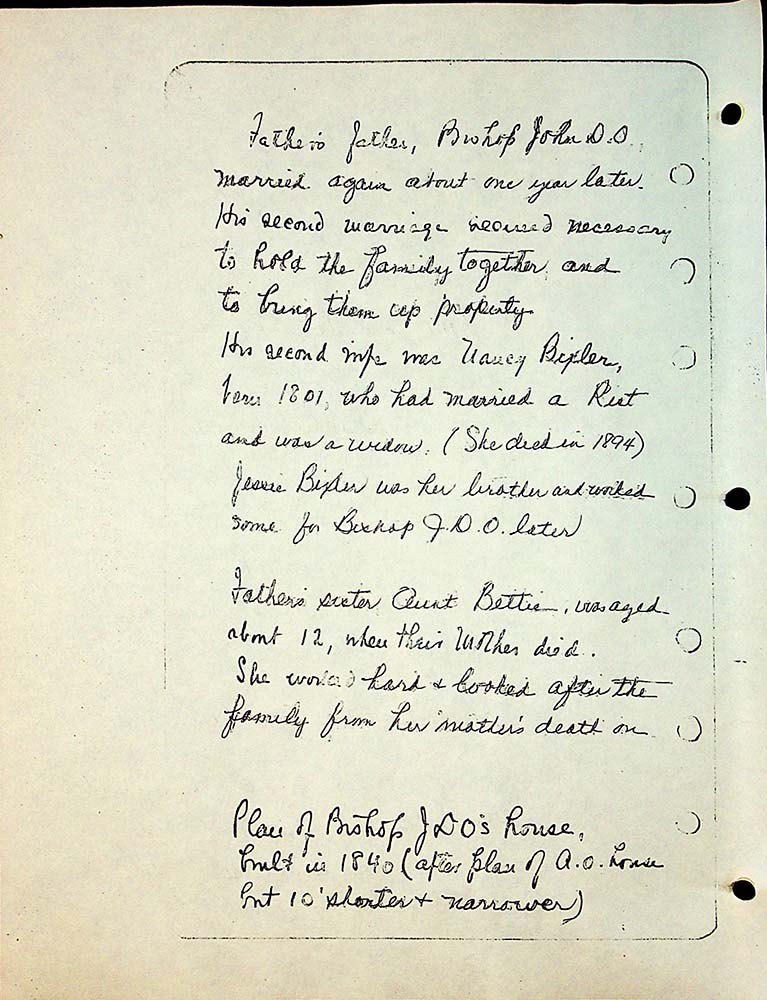 Father's father, Bishop John D.O.
married again about one year later.
His second marriage seemed necessary
to hold the family together and
to bring them up properly.
His second wife was Nancy Bixler,
born 1801, who had married a Rist
and was a widow. (She died in 1894)
Jessie Bixler was her brother and worked
some for Bishop J.D.O. later
Father's sister Aunt Bettie, was aged
about 12, when their Mother died.
She worked hard & looked after the
family from her mother's death on
Plan of Bishop JDO's house,
built in 1840 (after plan of A.O. house
but 10' shorter & narrower)